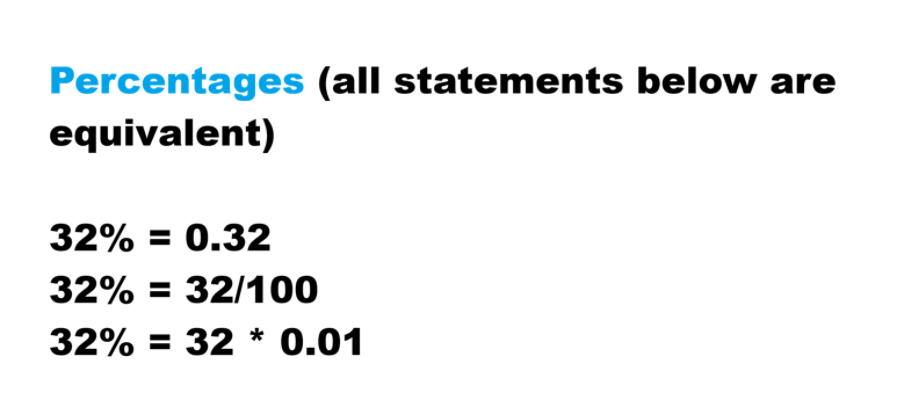 Percentages (all statements below are
equivalent)
32% = 0.32
32% = 32/100
32% = 32 * 0.01